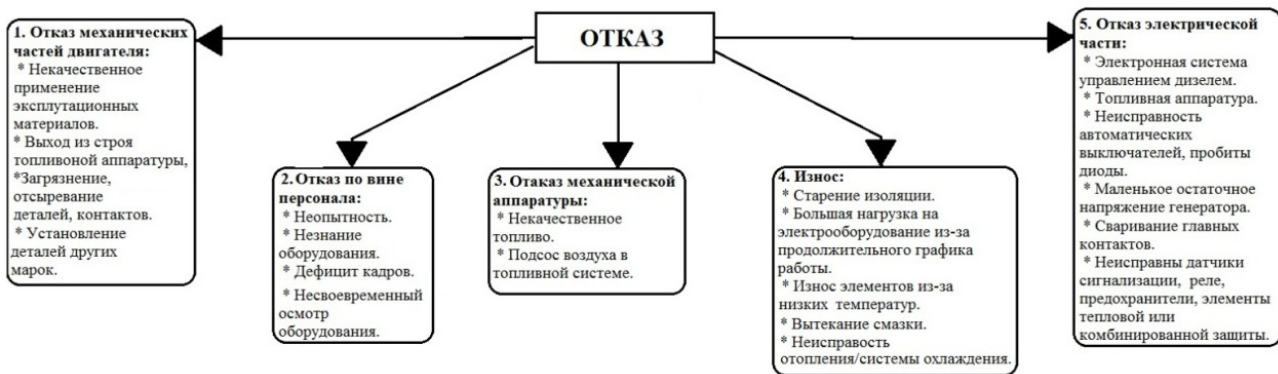 ОТКАЗ
1. Отказ механических
частей двигателя:
* Некачественное
применение
эксплутационных
материалов.
* Выход из строя
топливоной аппаратуры,
*Загрязнение,
отсыревание
деталей, контактов.
* Установление
деталей других
марок.
2. Отказ по вине
персонала:
* Неопытность.
* Незнание
оборудования.
* Дефицит кадров.
* Несвоевременный
осмотр
оборудования.
3. Отаказ механической
аппаратуры:
* Некачественное
топливо.
* Подсос воздуха в
топливной системе.
4. Износ:
* Старение изоляции.
* Большая нагрузка на
электрооборудование из-за
продолжительного графика
работы.
* Износ элементов из-за
низких температур.
* Вытекание смазки.
* Неисправость
отопления/системы охлаждения.
5. Отказ электрической
части:
* Электронная система
управлением дизелем.
* Топливная аппаратура.
* Неисправность
автоматических
выключателей, пробиты
диоды.
* Маленькое остаточное
напряжение генератора.
* Сваривание главных
контактов.
* Неисправны датчики
сигнализации, реле,
предохранители, элементы
тепловой или
комбинированной защиты.